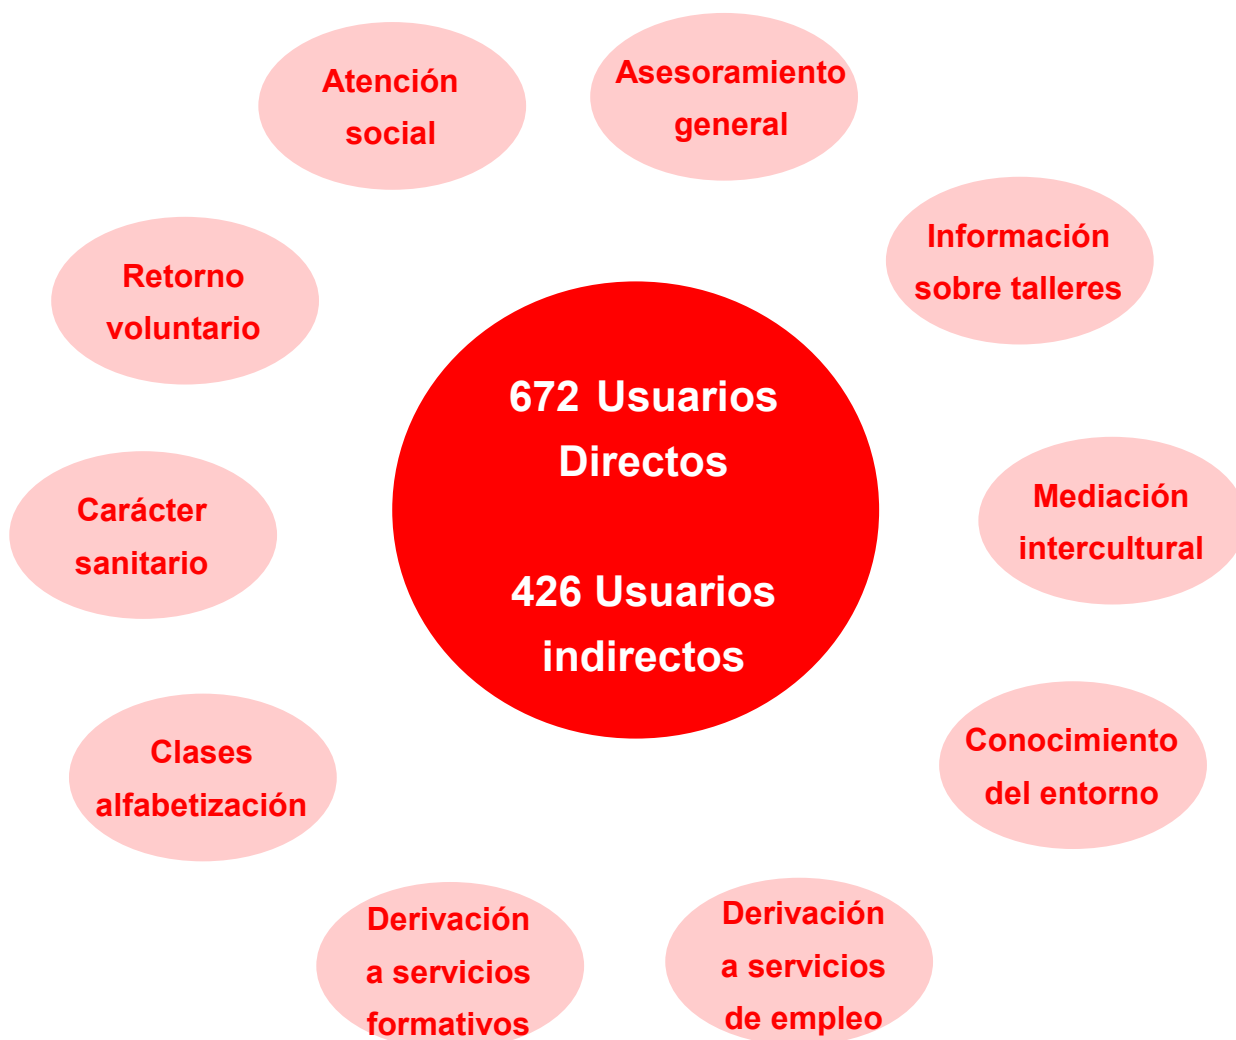 Atención
social
Asesoramiento
general
Información
sobre talleres
Retorno
voluntario
672 Usuarios
Directos
426 Usuarios
indirectos
Mediación
intercultural
Carácter
sanitario
Conocimiento
del entorno
Clases
alfabetización
Derivación
a servicios
formativos
Derivación
a servicios
de empleo